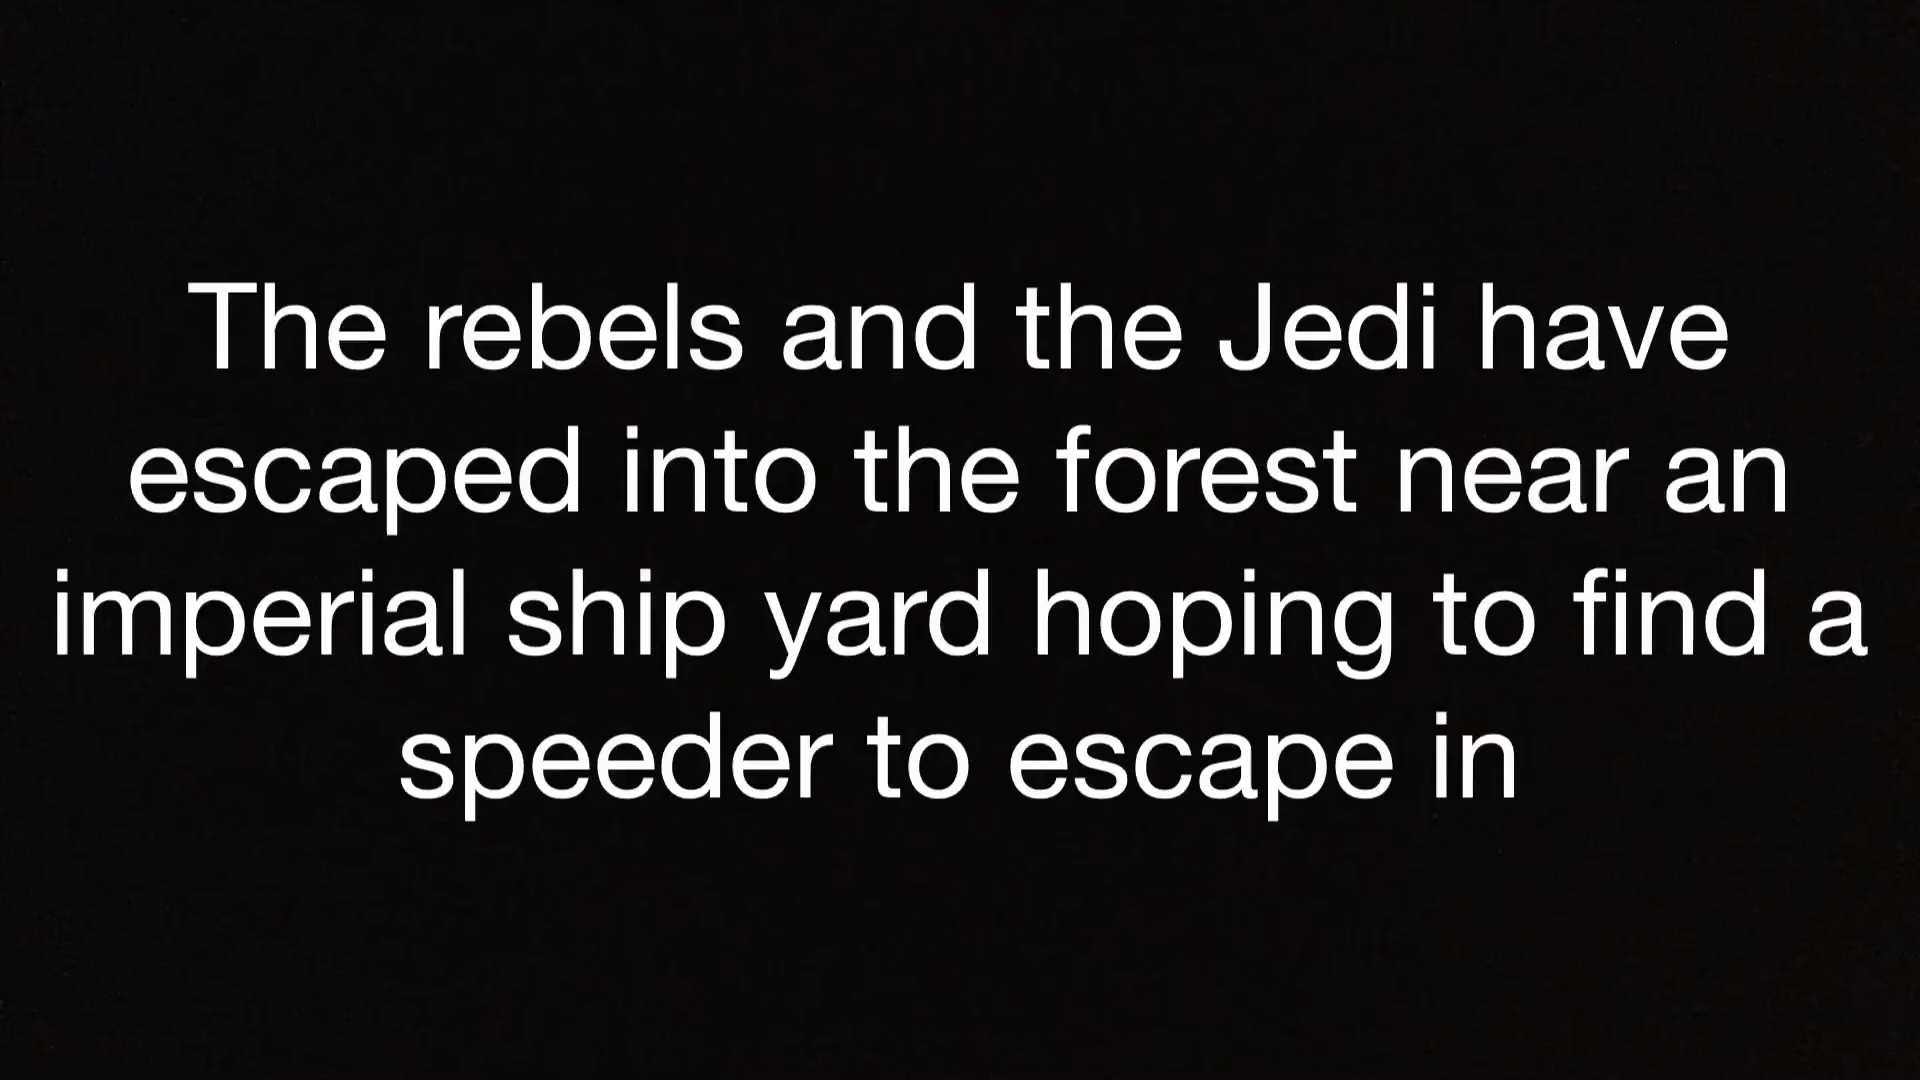 The rebels and the Jedi have
escaped into the forest near an
imperial ship yard hoping to find a
speeder to escape in